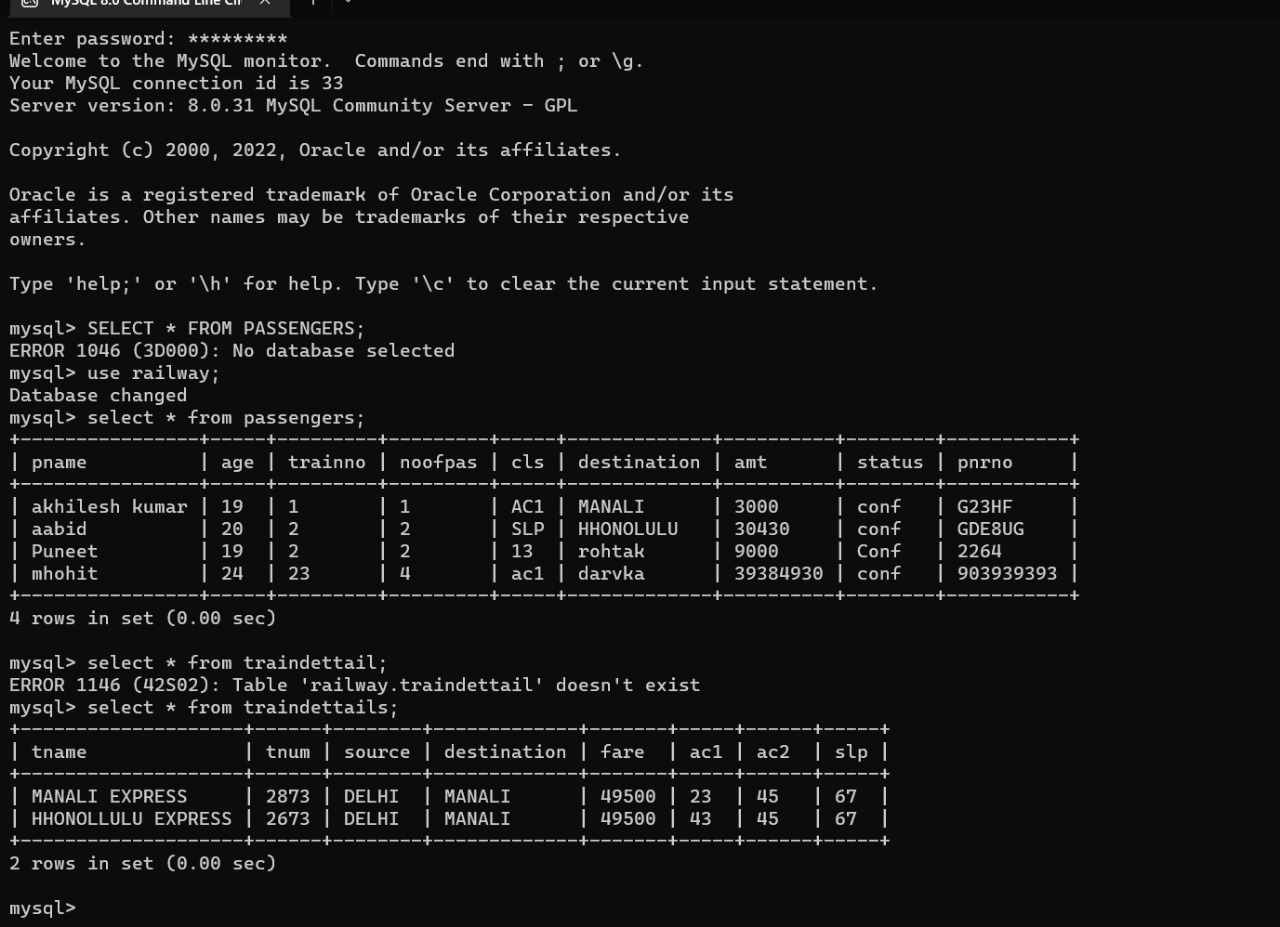 MySQL 8.0 Command Line Cli
Enter password: *********
Welcome to the MySQL monitor.  Commands end with ; or \g.
Your MySQL connection id is 33
Server version: 8.0.31 MySQL Community Server - GPL

Copyright (c) 2000, 2022, Oracle and/or its affiliates.

Oracle is a registered trademark of Oracle Corporation and/or its
affiliates. Other names may be trademarks of their respective
owners.

Type 'help;' or '\h' for help. Type '\c' to clear the current input statement.

mysql> SELECT * FROM PASSENGERS;
ERROR 1046 (3D000): No database selected
mysql> use railway;
Database changed
mysql> select * from passengers;
+----------------+-----+---------+---------+-----+-------------+----------+--------+-----------+
| pname          | age | trainno | noofpas | cls | destination | amt      | status | pnrno     |
+----------------+-----+---------+---------+-----+-------------+----------+--------+-----------+
| akhilesh kumar | 19  | 1       | 1       | AC1 | MANALI      | 3000     | conf   | G23HF     |
| aabid          | 20  | 2       | 2       | SLP | HHONOLULU   | 30430    | conf   | GDE8UG    |
| Puneet         | 19  | 2       | 2       | 13  | rohtak      | 9000     | Conf   | 2264      |
| mhohit         | 24  | 23      | 4       | ac1 | darvka      | 39384930 | conf   | 903939393 |
+----------------+-----+---------+---------+-----+-------------+----------+--------+-----------+
4 rows in set (0.00 sec)

mysql> select * from traindettail;
ERROR 1146 (42S02): Table 'railway.traindettail' doesn't exist
mysql> select * from traindettails;
+--------------------+------+--------+-------------+-------+-----+------+-----+
| tname              | tnum | source | destination | fare  | ac1 | ac2  | slp |
+--------------------+------+--------+-------------+-------+-----+------+-----+
| MANALI EXPRESS     | 2873 | DELHI  | MANALI      | 49500 | 23  | 45   | 67  |
| HHONOLLULU EXPRESS | 2673 | DELHI  | MANALI      | 49500 | 43  | 45   | 67  |
+--------------------+------+--------+-------------+-------+-----+------+-----+
2 rows in set (0.00 sec)

mysql>